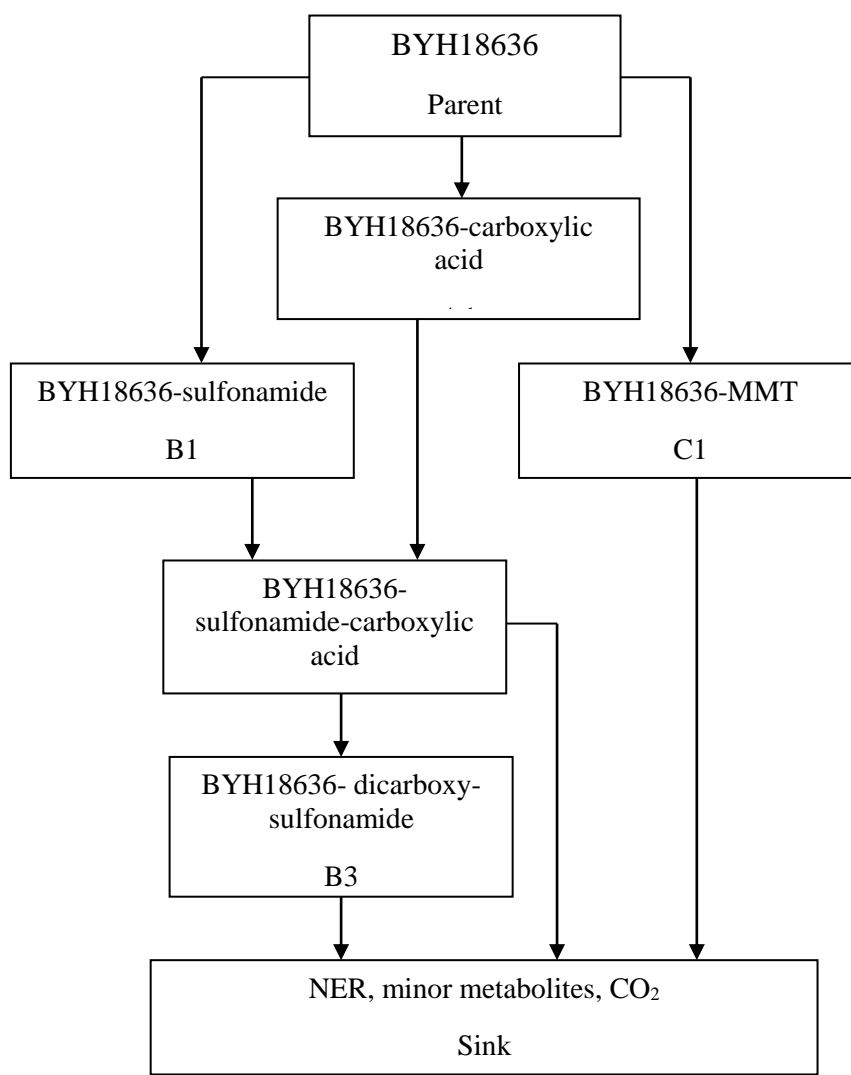 BYH18636
Parent
BYH18636-carboxylic
acid
BYH18636-sulfonamide
B1
BYH18636-MMT
C1
BYH18636-
sulfonamide-carboxylic
acid
BYH18636- dicarboxy-
sulfonamide
B3
NER, minor metabolites, CO₂
Sink